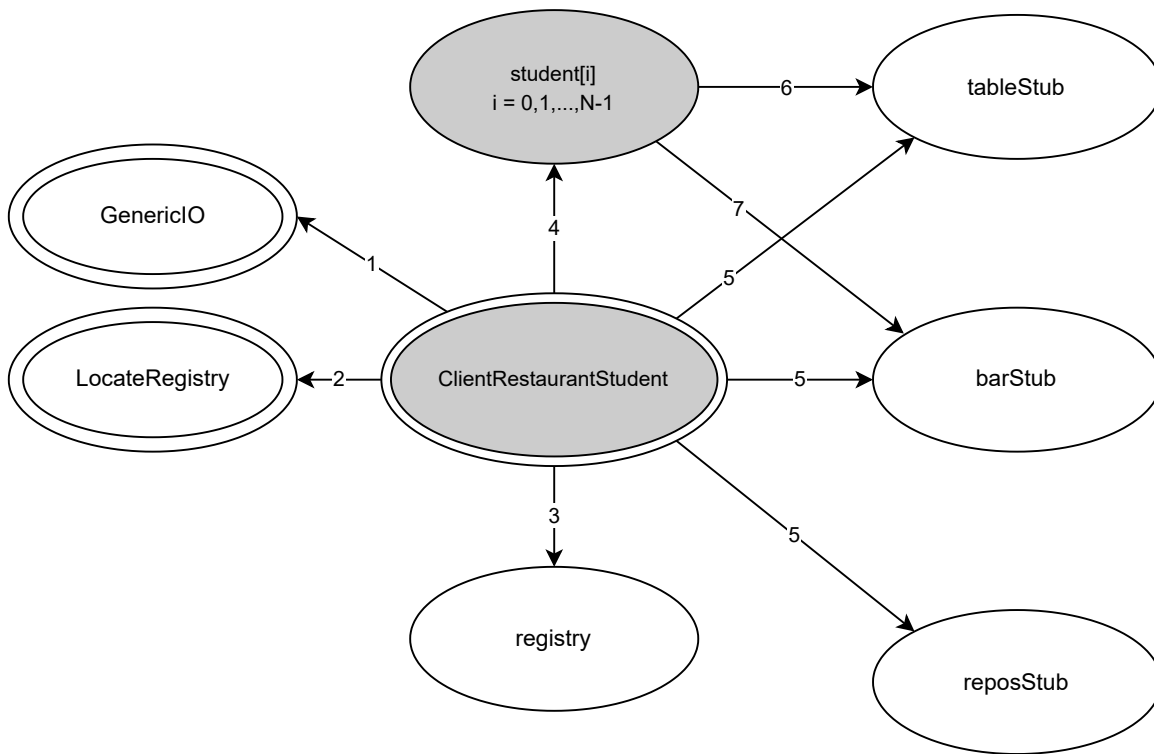 student[i]
i = 0,1,...,N-1
6
tableStub
GenericIO
7
4
1
5
LocateRegistry
2
ClientRestaurantStudent
5
barStub
3
5
registry
reposStub